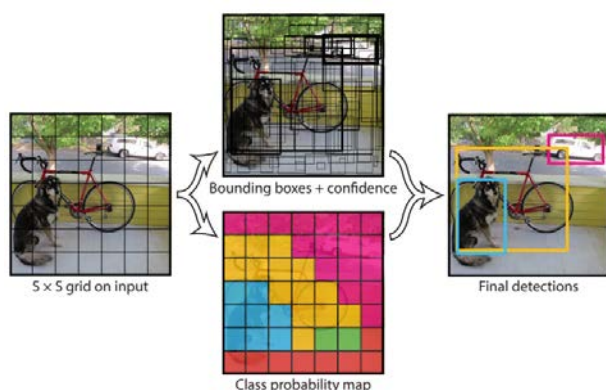 Bounding boxes + confidence
S × S grid on input
Final detections
Class probability map